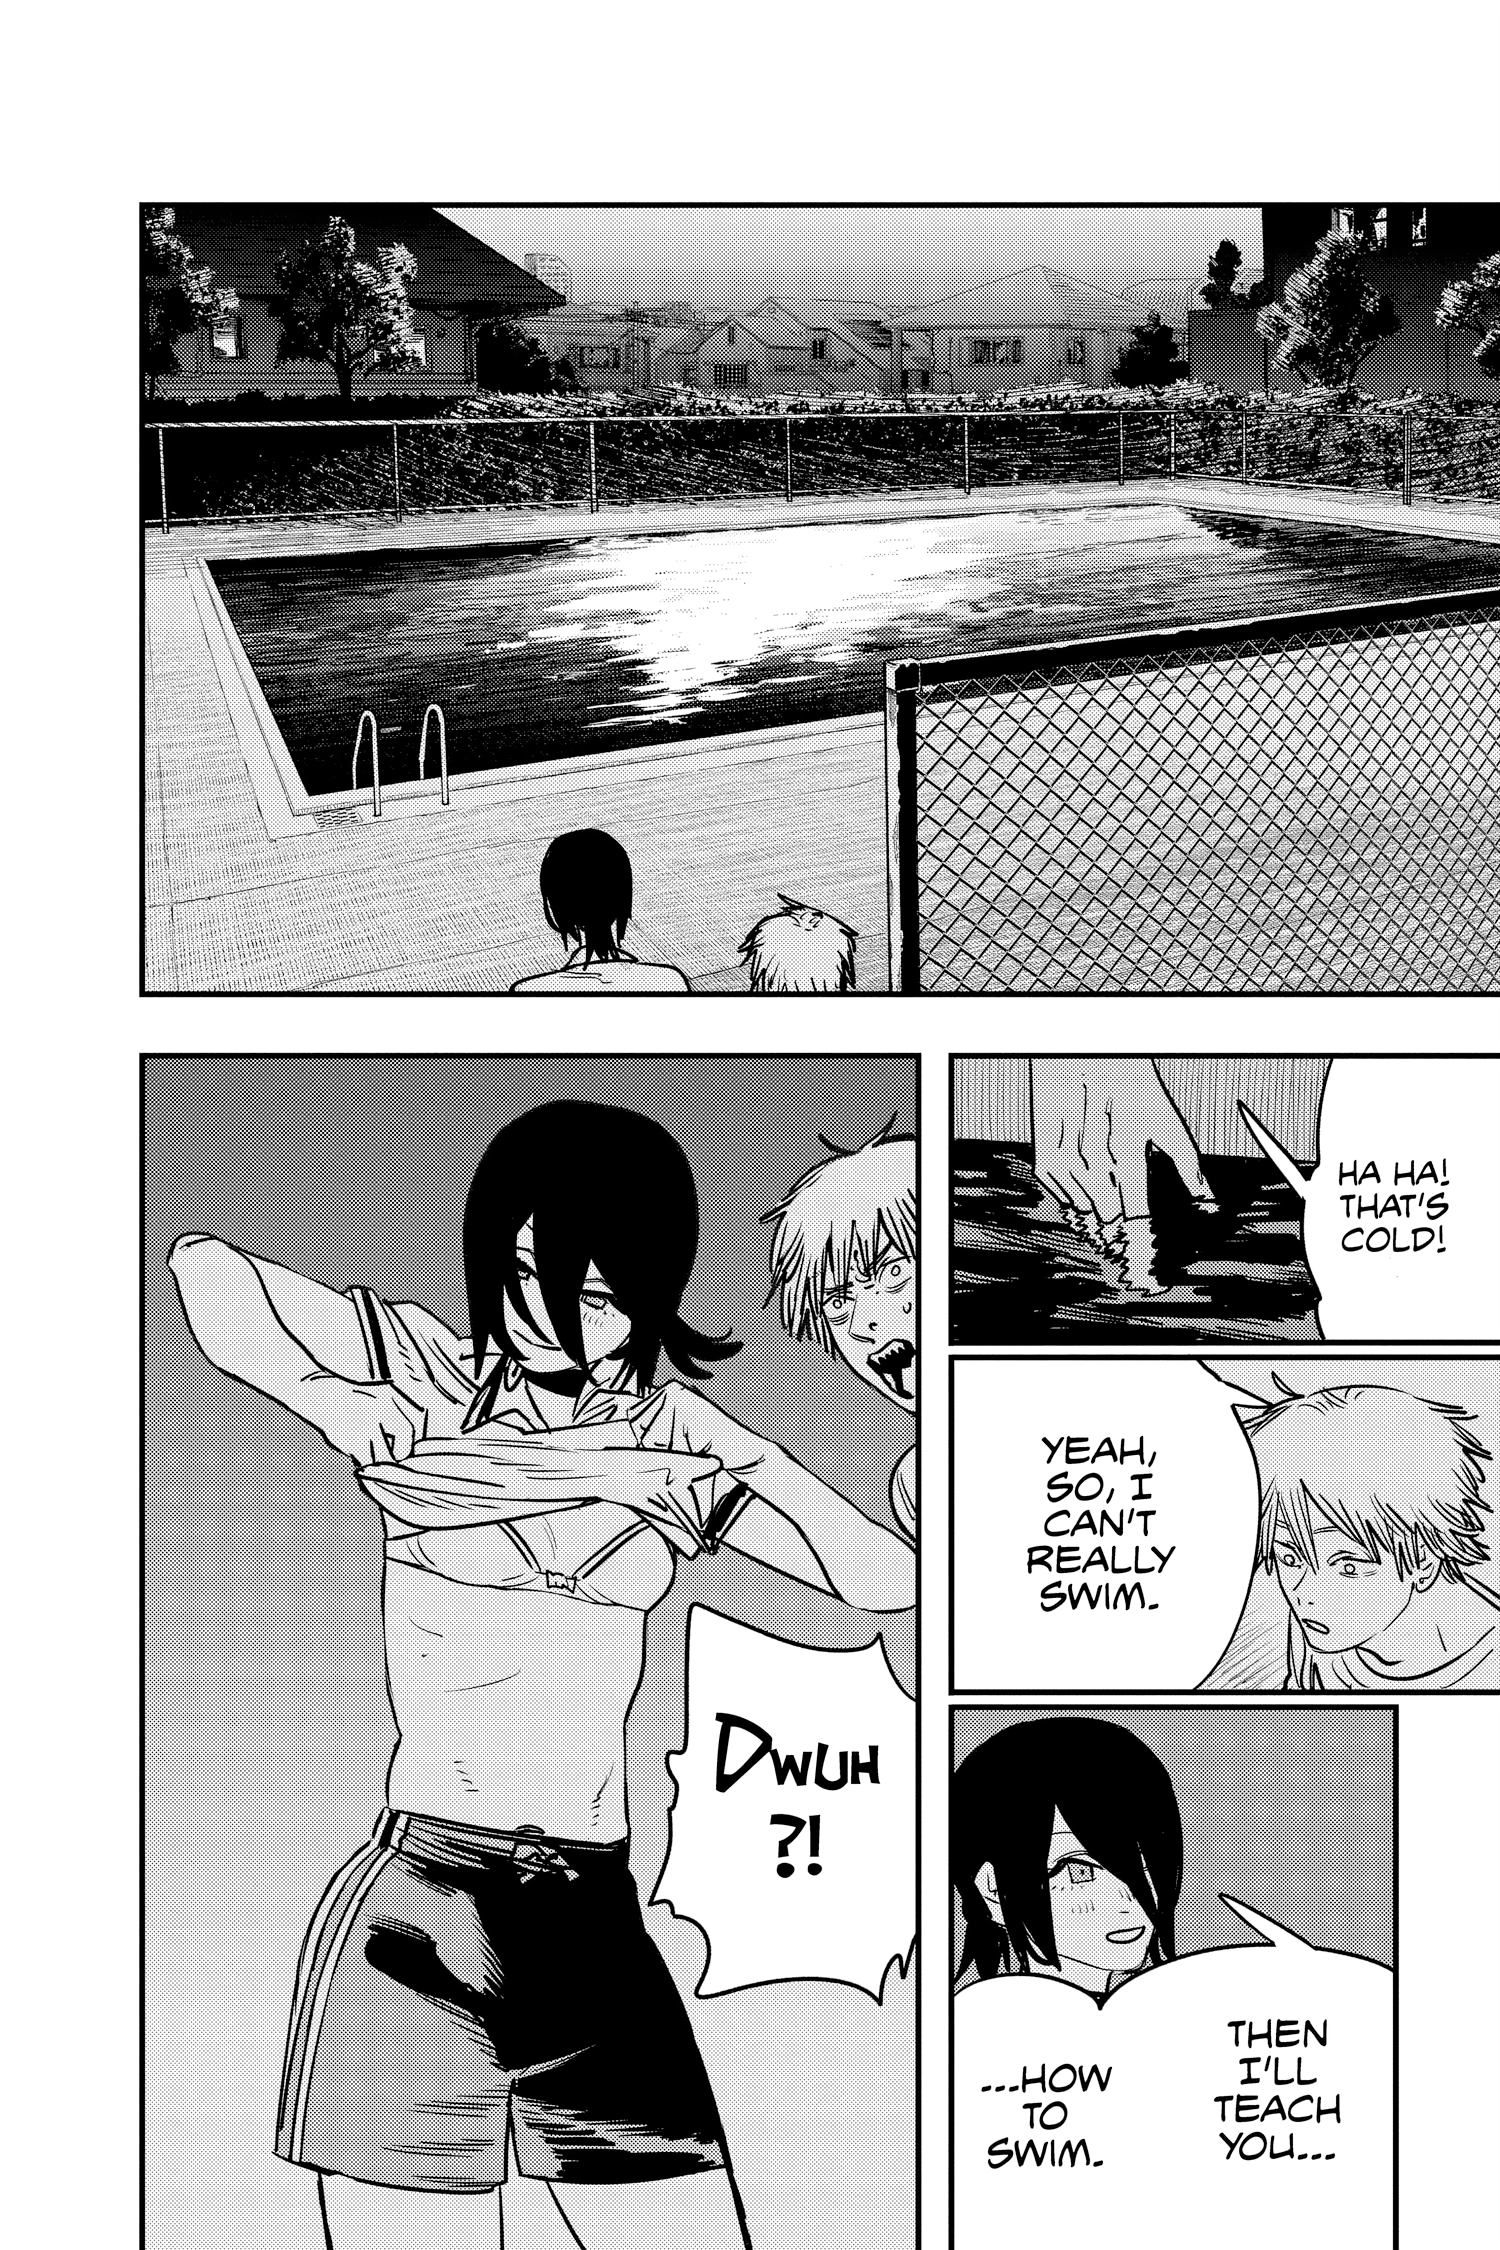 HA HA!
THAT'S
COLD!
YEAH,
SO, I
CAN'T
REALLY
SWIM.
THEN
I'LL
TEACH
YOU...
...HOW
TO
SWIM.
DWUH
?!